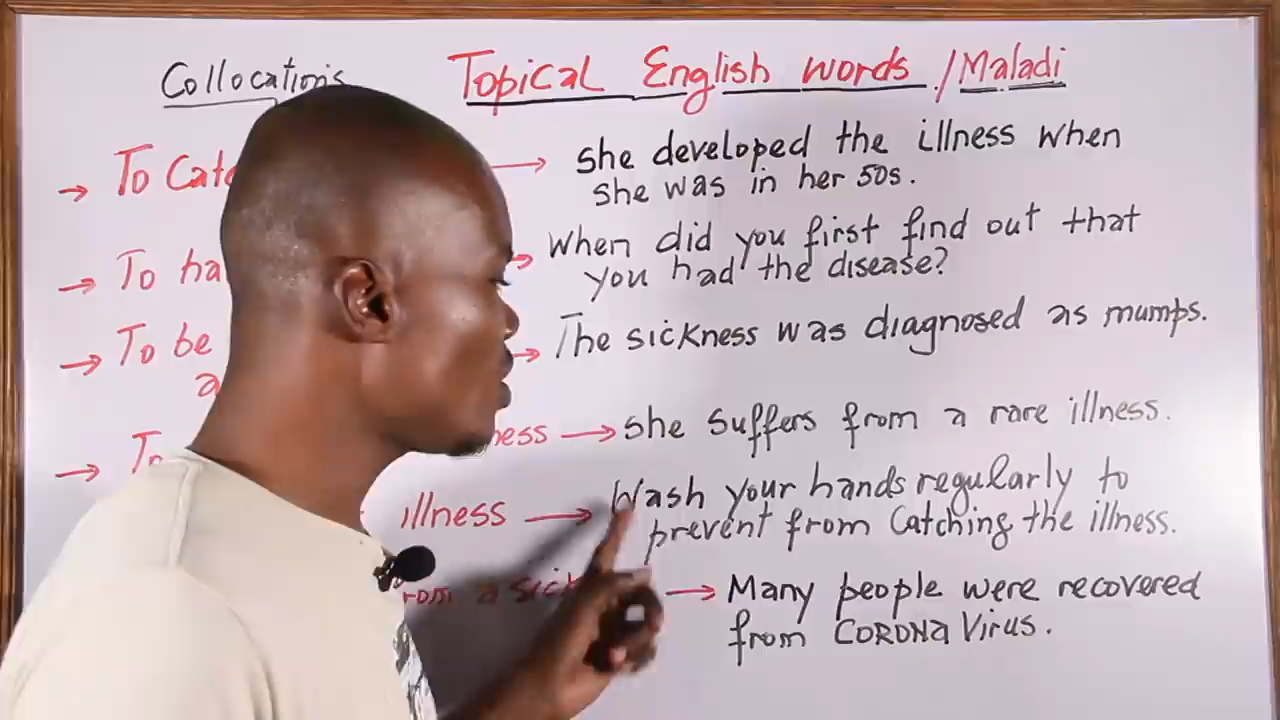 Collocations
Topical English words / Maladi
→ To
→ she developed the illness when
she was in her 50s.
→ To
→ when did you first find out that
you had the disease?
→ To be
→ The sickness was diagnosed as mumps.
a
→ To
→ she suffers from a rare illness.
illness → Wash your hands regularly to
prevent from catching the illness.
from a → Many people were recovered
from CORONA Virus.